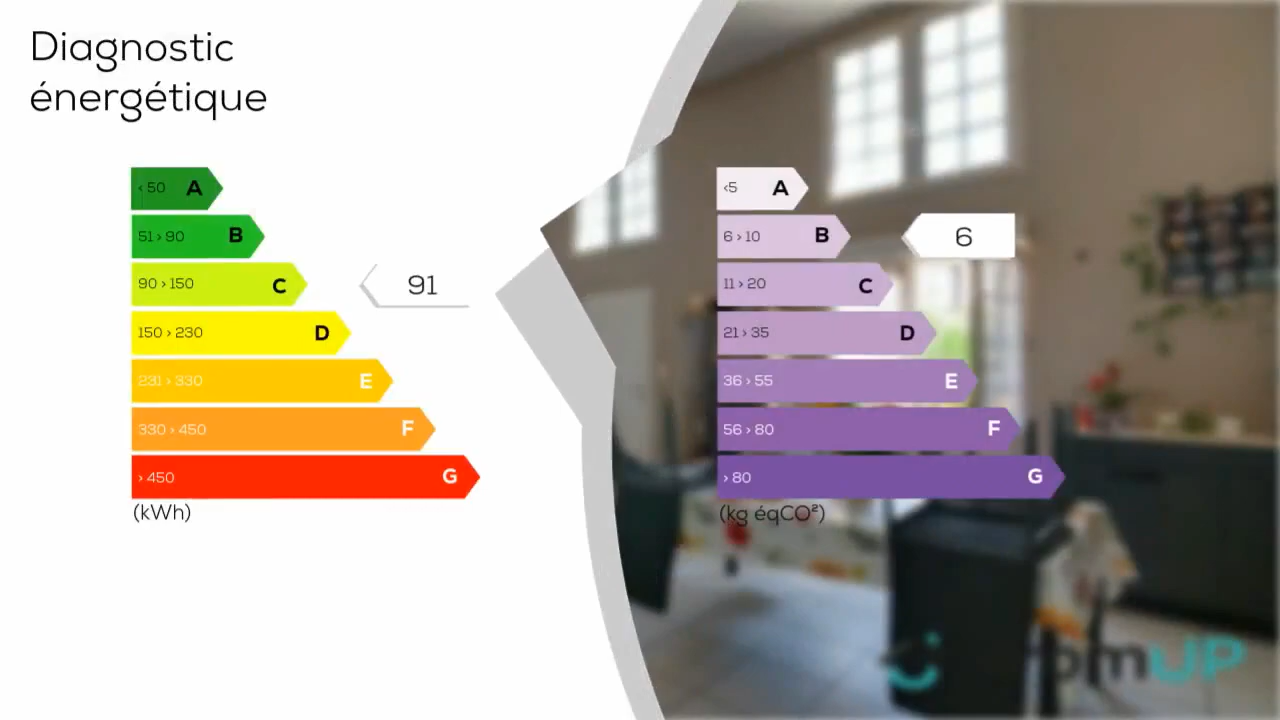 Diagnostic
énergétique
< 50 A
51 > 90 B
90 > 150 C
91
150 > 230 D
231 > 330 E
330 > 450 F
> 450 G
(kWh)
<5 A
6 > 10 B
6
11 > 20 C
21 > 35 D
36 > 55 E
56 > 80 F
> 80 G
(kg éqCO²)